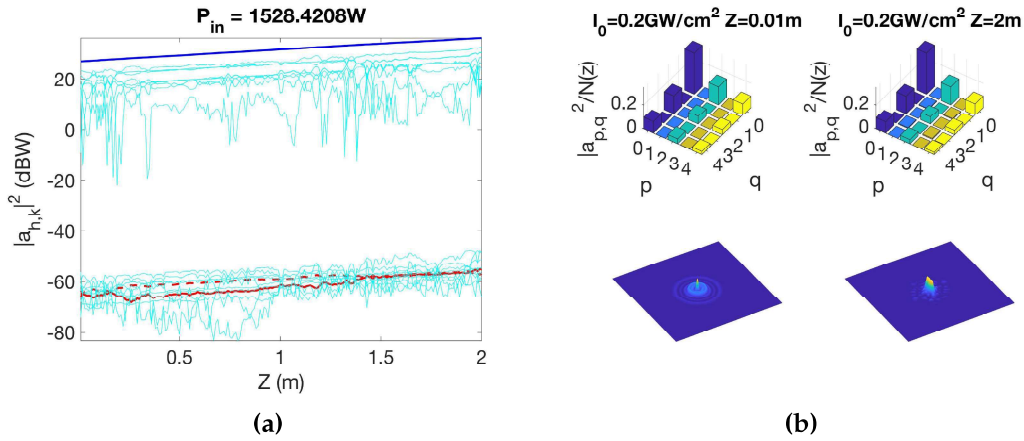 P_in = 1528.4208W
|a_h,k|^2 (dBW)
20
0
-20
-40
-60
-80
0.5
1
1.5
2
Z (m)
(a)
I_0=0.2GW/cm^2 Z=0.01m
|a_p,q|^2/N(z)
0.2
0
0 1 2 3 4
p
4 3 2 1 0
q
I_0=0.2GW/cm^2 Z=2m
|a_p,q|^2/N(z)
0.2
0
0 1 2 3 4
p
4 3 2 1 0
q
(b)